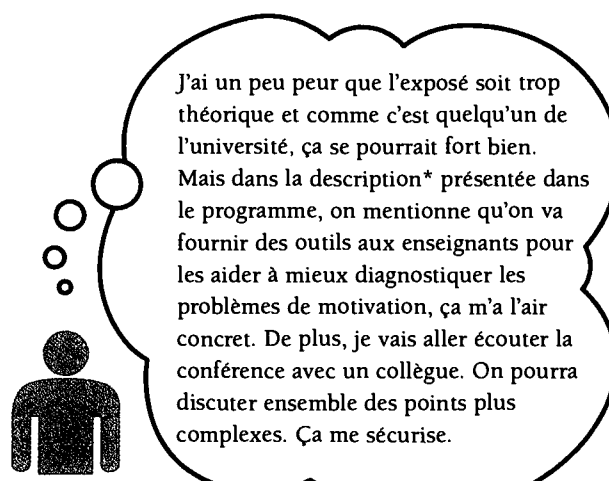 J'ai un peu peur que l'exposé soit trop
théorique et comme c'est quelqu'un de
l'université, ça se pourrait fort bien.
Mais dans la description* présentée dans
le programme, on mentionne qu'on va
fournir des outils aux enseignants pour
les aider à mieux diagnostiquer les
problèmes de motivation, ça m'a l'air
concret. De plus, je vais aller écouter la
conférence avec un collègue. On pourra
discuter ensemble des points plus
complexes. Ça me sécurise.